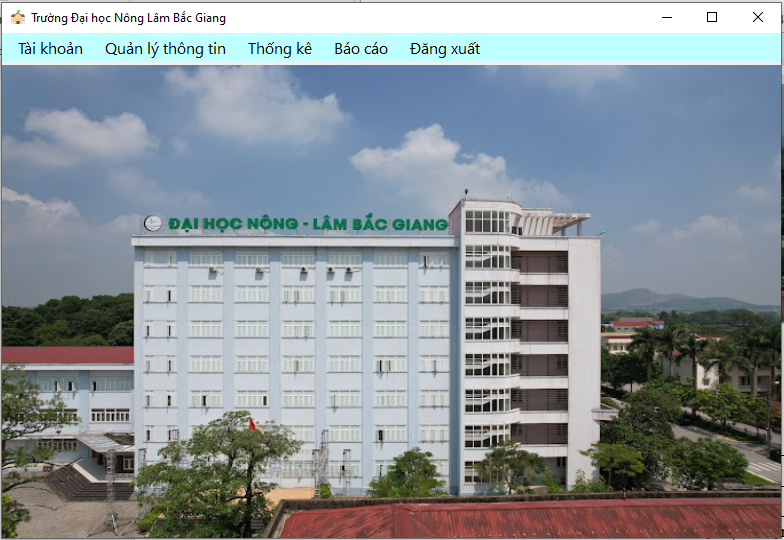 Trường Đại học Nông Lâm Bắc Giang
Tài khoản Quản lý thông tin Thống kê Báo cáo Đăng xuất
ĐẠI HỌC NÔNG - LÂM BẮC GIANG